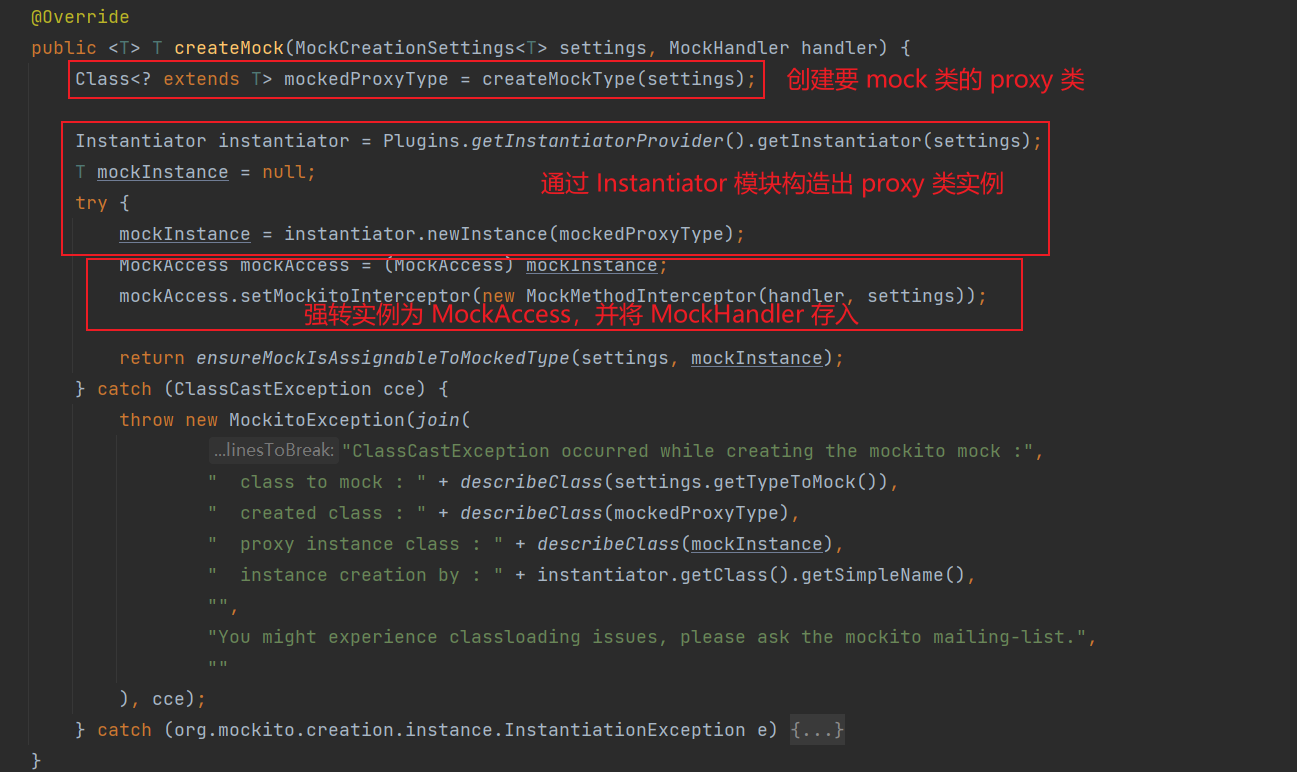 @Override
public <T> T createMock(MockCreationSettings<T> settings, MockHandler handler) {
Class<? extends T> mockedProxyType = createMockType(settings); 创建要 mock 类的 proxy 类
Instantiator instantiator = Plugins.getInstantiatorProvider().getInstantiator(settings);
T mockInstance = null;
通过 Instantiator 模块构造出 proxy 类实例
try {
mockInstance = instantiator.newInstance(mockedProxyType);
MockAccess mockAccess = (MockAccess) mockInstance;
mockAccess.setMockitoInterceptor(new MockMethodInterceptor(handler, settings));
强转实例为 MockAccess，并将 MockHandler 存入
return ensureMockIsAssignableToMockedType(settings, mockInstance);
} catch (ClassCastException cce) {
throw new MockitoException(join(
...linesToBreak: "ClassCastException occurred while creating the mockito mock :",
"  class to mock : " + describeClass(settings.getTypeToMock()),
"  created class : " + describeClass(mockedProxyType),
"  proxy instance class : " + describeClass(mockInstance),
"  instance creation by : " + instantiator.getClass().getSimpleName(),
"",
"You might experience classloading issues, please ask the mockito mailing-list.",
""
), cce);
} catch (org.mockito.creation.instance.InstantiationException e) {...}
}